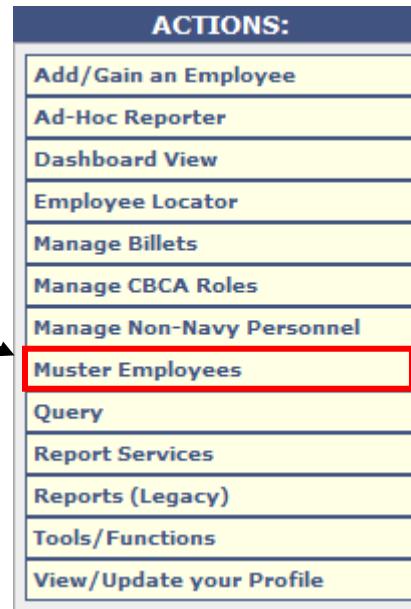 ACTIONS:
Add/Gain an Employee
Ad-Hoc Reporter
Dashboard View
Employee Locator
Manage Billets
Manage CBCA Roles
Manage Non-Navy Personnel
Muster Employees
Query
Report Services
Reports (Legacy)
Tools/Functions
View/Update your Profile